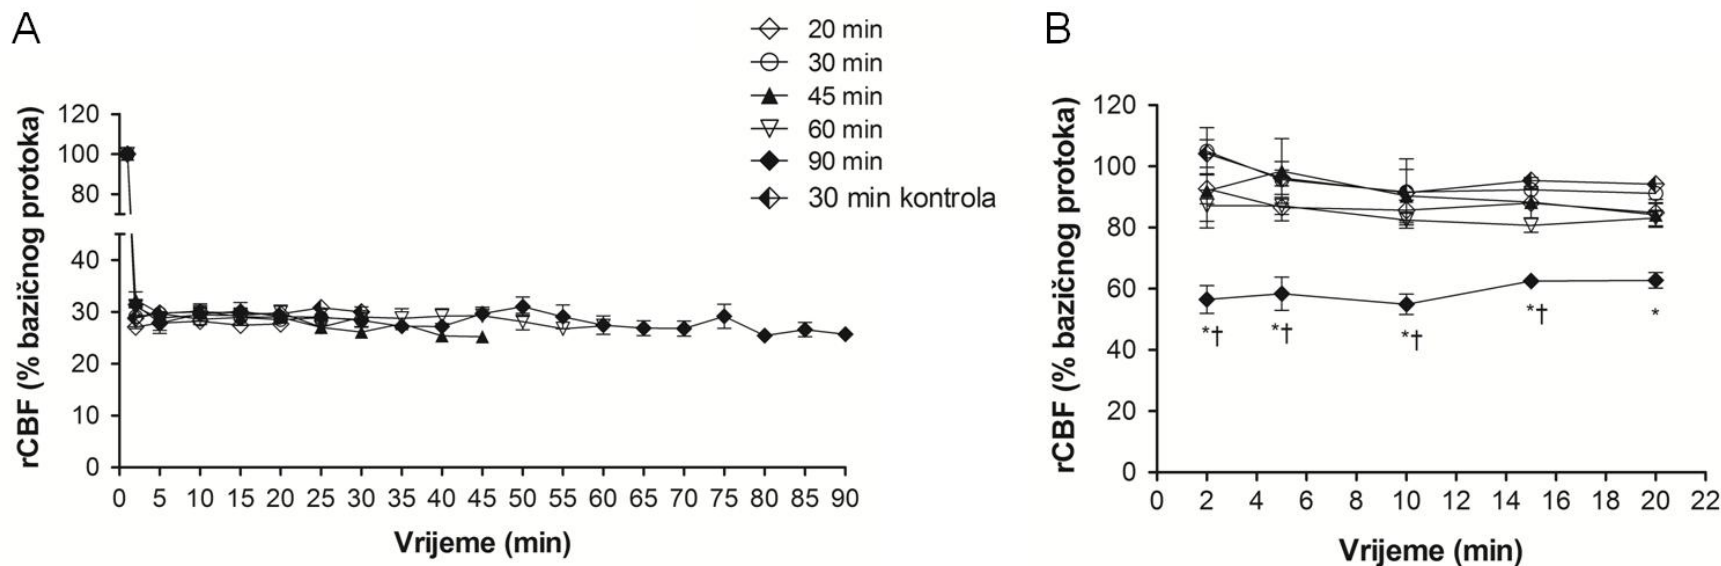 A
20 min
30 min
45 min
60 min
90 min
30 min kontrola
rCBF (% bazičnog protoka)
120
100
80
40
30
20
10
0
0 5 10 15 20 25 30 35 40 45 50 55 60 65 70 75 80 85 90
Vrijeme (min)
B
rCBF (% bazičnog protoka)
120
100
80
60
40
20
0
*† *† *† *† *
0 2 4 6 8 10 12 14 16 18 20 22
Vrijeme (min)